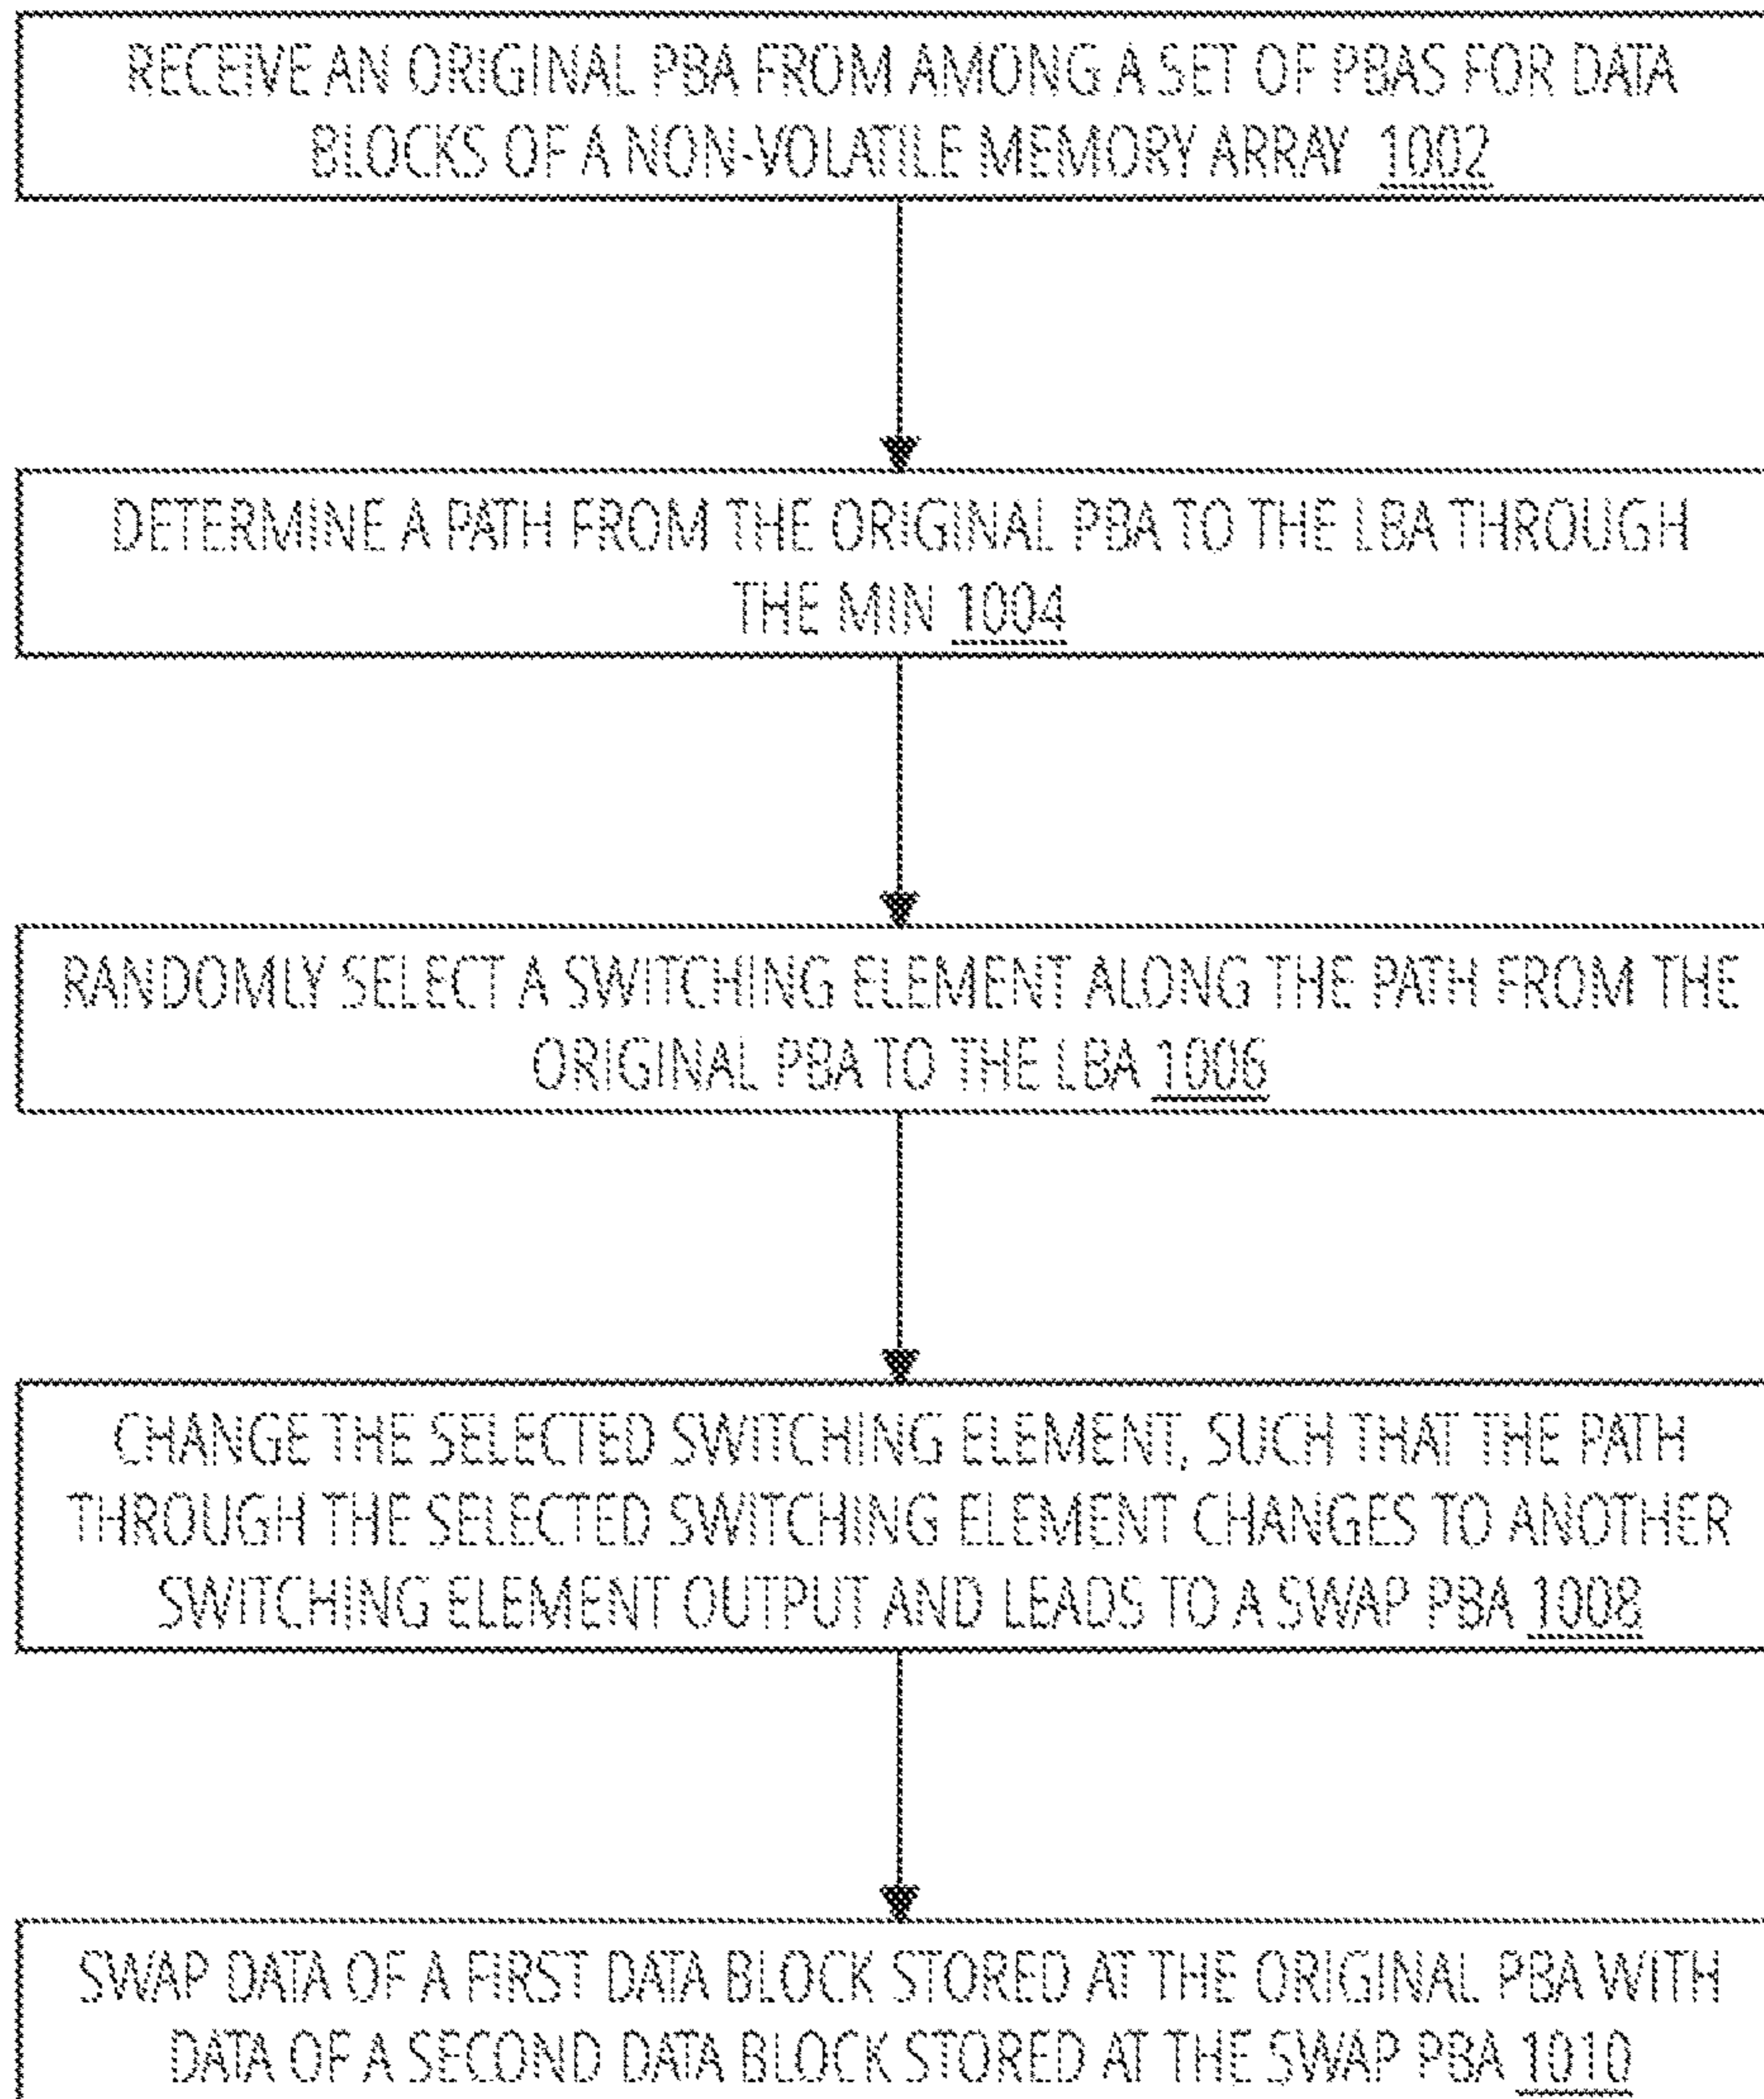 RECEIVE AN ORIGINAL PBA FROM AMONG A SET OF PBAS FOR DATA
BLOCKS OF A NON-VOLATILE MEMORY ARRAY 1002
DETERMINE A PATH FROM THE ORIGINAL PBA TO THE LBA THROUGH
THE MIN 1004
RANDOMLY SELECT A SWITCHING ELEMENT ALONG THE PATH FROM THE
ORIGINAL PBA TO THE LBA 1006
CHANGE THE SELECTED SWITCHING ELEMENT, SUCH THAT THE PATH
THROUGH THE SELECTED SWITCHING ELEMENT CHANGES TO ANOTHER
SWITCHING ELEMENT OUTPUT AND LEADS TO A SWAP PBA 1008
SWAP DATA OF A FIRST DATA BLOCK STORED AT THE ORIGINAL PBA WITH
DATA OF A SECOND DATA BLOCK STORED AT THE SWAP PBA 1010